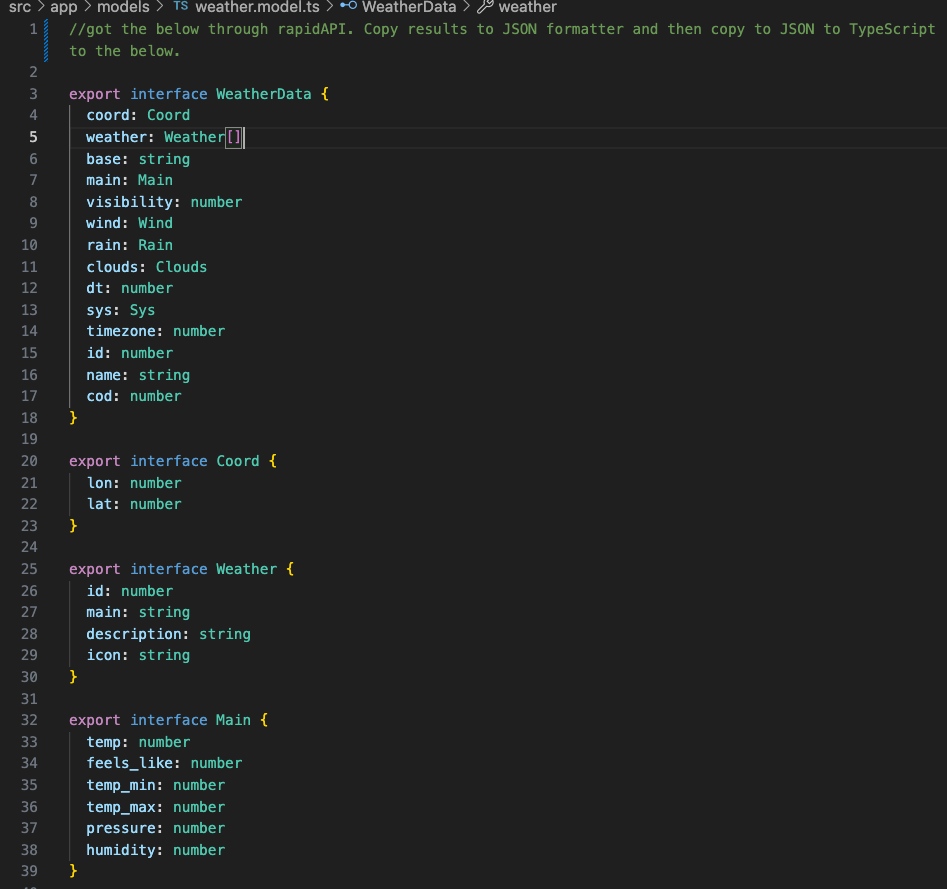 src > app > models > TS weather.model.ts > WeatherData > weather
1 //got the below through rapidAPI. Copy results to JSON formatter and then copy to JSON to TypeScript
to the below.
2
3 export interface WeatherData {
4 coord: Coord
5 weather: Weather[]
6 base: string
7 main: Main
8 visibility: number
9 wind: Wind
10 rain: Rain
11 clouds: Clouds
12 dt: number
13 sys: Sys
14 timezone: number
15 id: number
16 name: string
17 cod: number
18 }
19
20 export interface Coord {
21 lon: number
22 lat: number
23 }
24
25 export interface Weather {
26 id: number
27 main: string
28 description: string
29 icon: string
30 }
31
32 export interface Main {
33 temp: number
34 feels_like: number
35 temp_min: number
36 temp_max: number
37 pressure: number
38 humidity: number
39 }